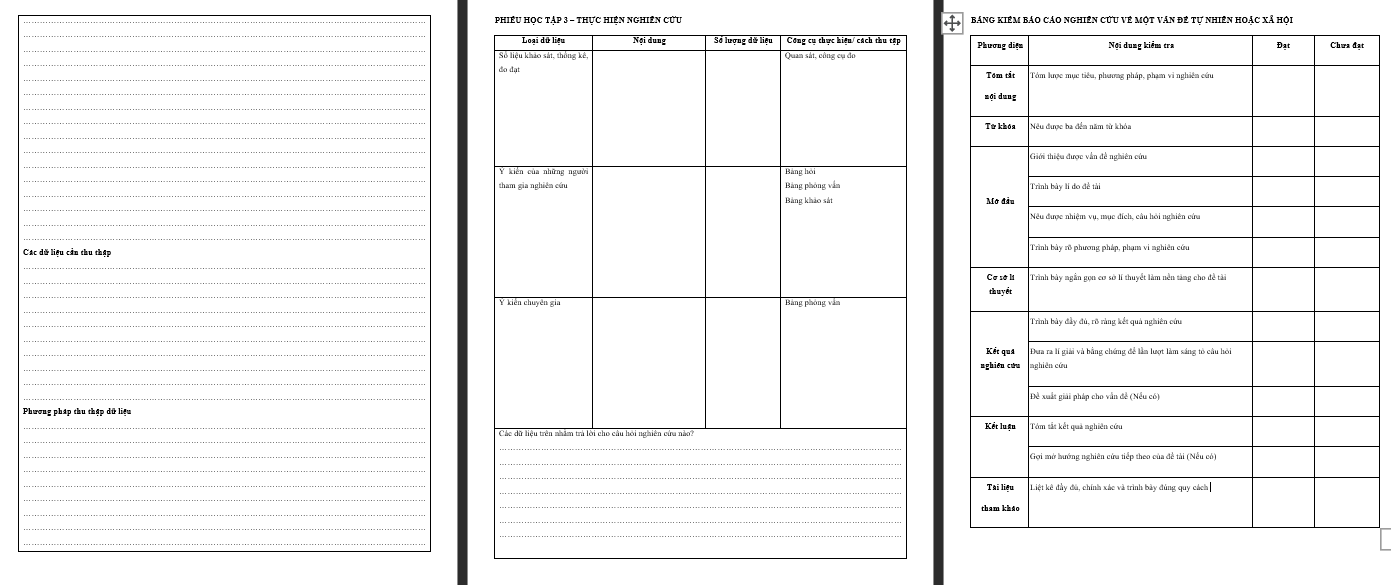 Các dữ liệu cần thu thập
Phương pháp thu thập dữ liệu
PHIẾU HỌC TẬP 3 – THỰC HIỆN NGHIÊN CỨU
Loại dữ liệu Nội dung Số lượng dữ liệu Công cụ thực hiện/ cách thu tập
Số liệu khảo sát, thống kê, Quan sát, công cụ đo
đo đạt
Ý kiến của những người Bảng hỏi
tham gia nghiên cứu Bảng phỏng vấn
Bảng khảo sát
Ý kiến chuyên gia Bảng phỏng vấn
Các dữ liệu trên nhằm trả lời cho câu hỏi nghiên cứu nào?
BẢNG KIỂM BÁO CÁO NGHIÊN CỨU VỀ MỘT VẤN ĐỀ TỰ NHIÊN HOẶC XÃ HỘI
Phương diện Nội dung kiểm tra Đạt Chưa đạt
Tóm tắt Tóm lược mục tiêu, phương pháp, phạm vi nghiên cứu
nội dung
Từ khóa Nêu được ba đến năm từ khóa
Giới thiệu được vấn đề nghiên cứu
Trình bày lí do đề tài
Mở đầu
Nêu được nhiệm vụ, mục đích, câu hỏi nghiên cứu
Trình bày rõ phương pháp, phạm vi nghiên cứu
Cơ sở lí Trình bày ngắn gọn cơ sở lí thuyết làm nền tảng cho đề tài
thuyết
Trình bày đầy đủ, rõ ràng kết quả nghiên cứu
Kết quả Đưa ra lí giải và bằng chứng để lần lượt làm sáng tỏ câu hỏi
nghiên cứu nghiên cứu
Đề xuất giải pháp cho vấn đề (Nếu có)
Kết luận Tóm tắt kết quả nghiên cứu
Gợi mở hướng nghiên cứu tiếp theo của đề tài (Nếu có)
Tài liệu Liệt kê đầy đủ, chính xác và trình bày đúng quy cách
tham khảo